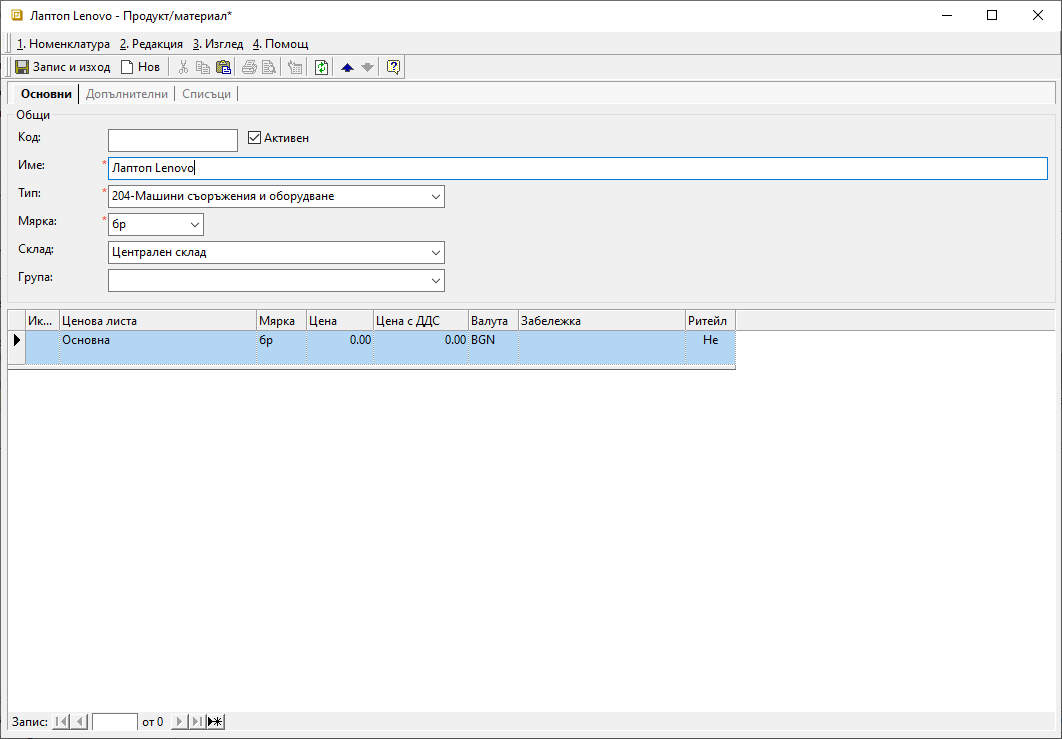 Лаптоп Lenovo - Продукт/материал*
1. Номенклатура 2. Редакция 3. Изглед 4. Помощ
Запис и изход Нов
Основни Допълнителни Списъци
Общи
Код: Активен
Име: * Лаптоп Lenovo
Тип: * 204-Машини съоръжения и оборудване
Мярка: * бр
Склад: Централен склад
Група:
Ик... Ценова листа Мярка Цена Цена с ДДС Валута Забележка Ритейл
Основна бр 0.00 0.00 BGN Не
Запис: от 0